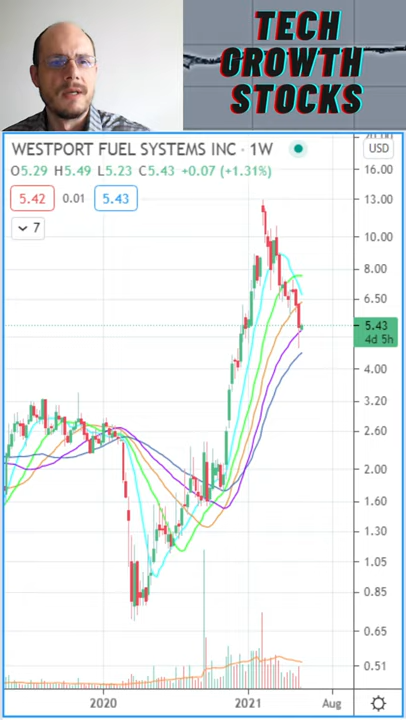 TECH
GROWTH
STOCKS
WESTPORT FUEL SYSTEMS INC · 1W
USD
O5.29 H5.49 L5.23 C5.43 +0.07 (+1.31%)
5.42 0.01 5.43
7
20.00
16.00
13.00
10.00
8.00
6.50
5.43
4d 5h
4.00
3.20
2.60
2.00
1.60
1.30
1.05
0.85
0.65
0.51
2020 2021 Aug